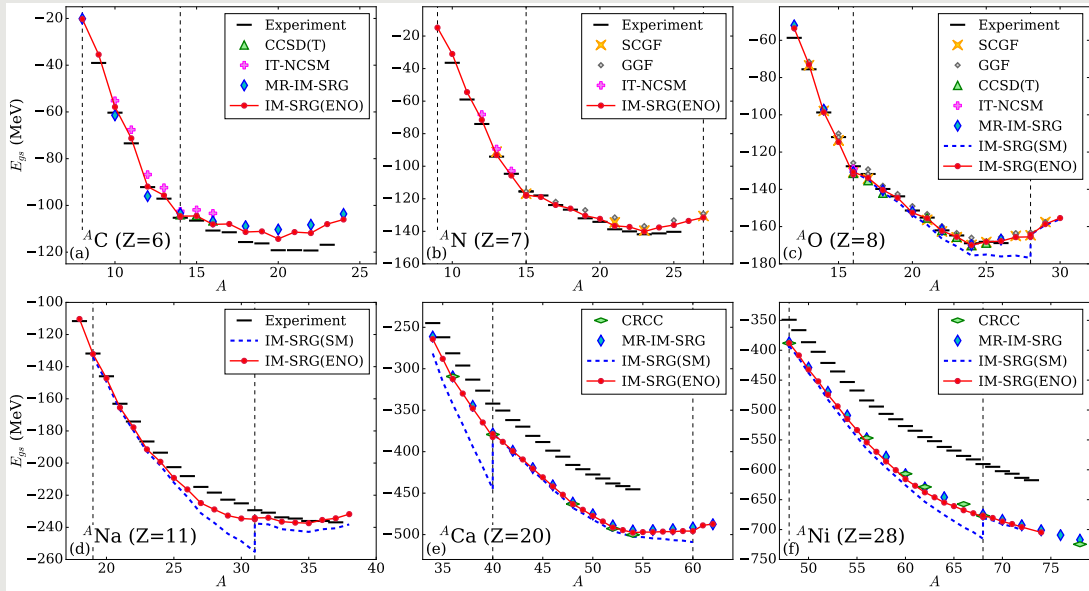 −20
−40
−60
−80
−100
−120
E_gs (MeV)
Experiment
CCSD(T)
IT-NCSM
MR-IM-SRG
IM-SRG(ENO)
(a) ^AC (Z=6)
10 15 20 25
A
0
−20
−40
−60
−80
−100
−120
−140
−160
Experiment
SCGF
GGF
IT-NCSM
IM-SRG(ENO)
(b) ^AN (Z=7)
10 15 20 25
A
−60
−80
−100
−120
−140
−160
−180
Experiment
SCGF
GGF
CCSD(T)
IT-NCSM
MR-IM-SRG
IM-SRG(SM)
IM-SRG(ENO)
(c) ^AO (Z=8)
15 20 25 30
A
−100
−120
−140
−160
−180
−200
−220
−240
−260
E_gs (MeV)
Experiment
IM-SRG(SM)
IM-SRG(ENO)
(d) ^ANa (Z=11)
20 25 30 35 40
A
−250
−300
−350
−400
−450
−500
CRCC
MR-IM-SRG
IM-SRG(SM)
IM-SRG(ENO)
(e) ^ACa (Z=20)
35 40 45 50 55 60
A
−350
−400
−450
−500
−550
−600
−650
−700
−750
CRCC
MR-IM-SRG
IM-SRG(SM)
IM-SRG(ENO)
(f) ^ANi (Z=28)
50 55 60 65 70 75
A